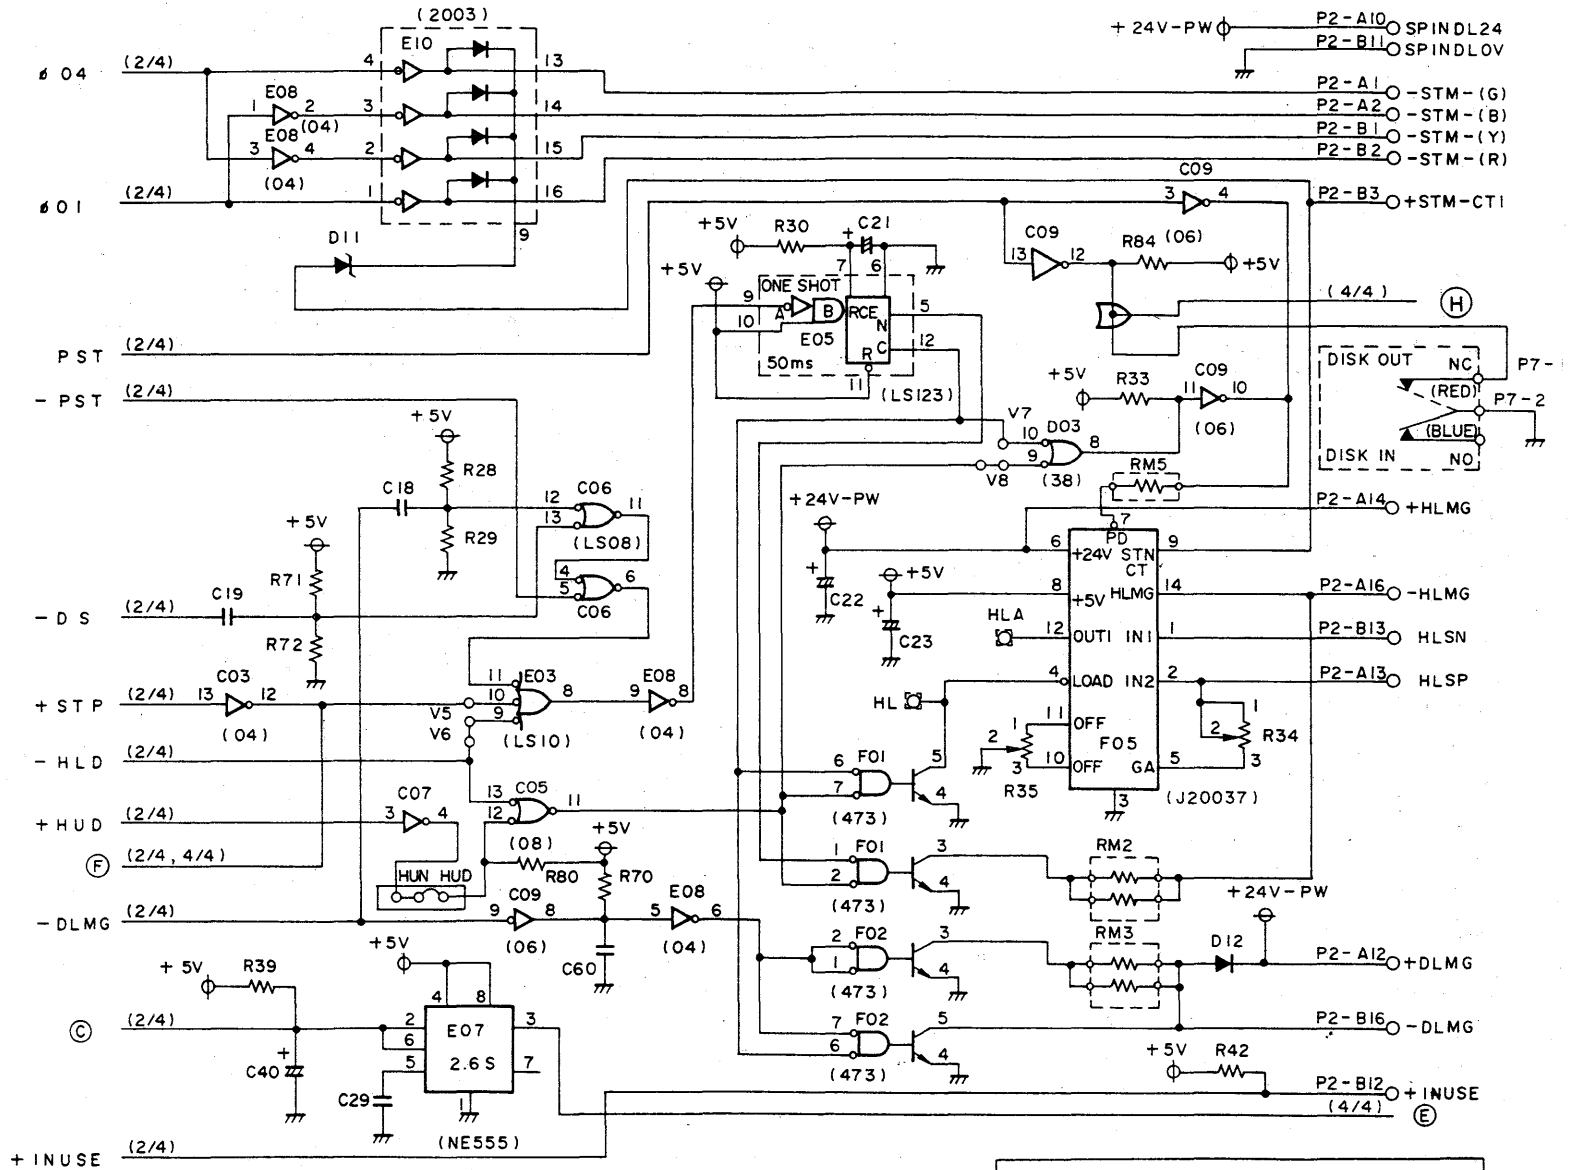 (2003)
+24V-PW P2-A10 SPINDL24
P2-B11 SPINDL0V
E10
ø04 (2/4) 4 13 P2-A1 -STM-(G)
1 E08 2 3 14 P2-A2 -STM-(B)
(04)
3 E08 4 2 15 P2-B1 -STM-(Y)
(04) 16 P2-B2 -STM-(R)
ø01 (2/4) 1
C09
3 4 P2-B3 +STM-CT1
9
D11
+5V R30 + C21 C09 R84 (06)
7 6 13 12 +5V
+5V
ONE SHOT
9 A B RCE N 5 (4/4) H
10 E05 C 12
R
50ms
11 (LS123)
PST (2/4)
DISK OUT NC P7-
(RED)
P7-2
(BLUE)
DISK IN NO
-PST (2/4)
+5V R33 11 C09 10
(06)
V7
10 D03 8
9
V8 (38)
RM5
+5V
R28
C18 12 C06 11
13
R29 (LS08)
+24V-PW P2-A14 +HLMG
7
PD
6 +24V STN 9
CT
+5V
R71
4 6
5 C06
C22
+5V
8 +5V HLMG 14 P2-A16 -HLMG
C23
-DS (2/4) C19
R72
HLA
12 OUT1 IN1 1 P2-B13 HLSN
4 LOAD IN2 2 P2-A13 HLSP
HL
11 E03 E08
+STP (2/4) 13 C03 12 10 8 9 8
V5 9
V6
(04) (LS10) (04)
1 11 OFF 1
2 F05 2 R34
3 10 OFF GA 5 3
R35 3 (J20037)
-HLD (2/4)
6 F01 5
7 4
(473)
C07 13 C05 11
+HUD (2/4) 3 4 12
(08) +5V
F (2/4, 4/4)
R80 R70
HUN HUD
1 F01 3 RM2
2 4
(473)
+24V-PW
-DLMG (2/4) 9 C09 8 5 E08 6
(06) (04)
C60
2 F02 3 RM3 D12 P2-A12 +DLMG
1 4
(473)
+5V R39 +5V
4 8
C (2/4) 2 E07 3
6
5 2.6S 7
+
C40 C29 1
(NE555)
7 F02 5 P2-B16 -DLMG
6 4
(473)
+5V R42
P2-B12 +INUSE
(4/4) E
+INUSE (2/4)